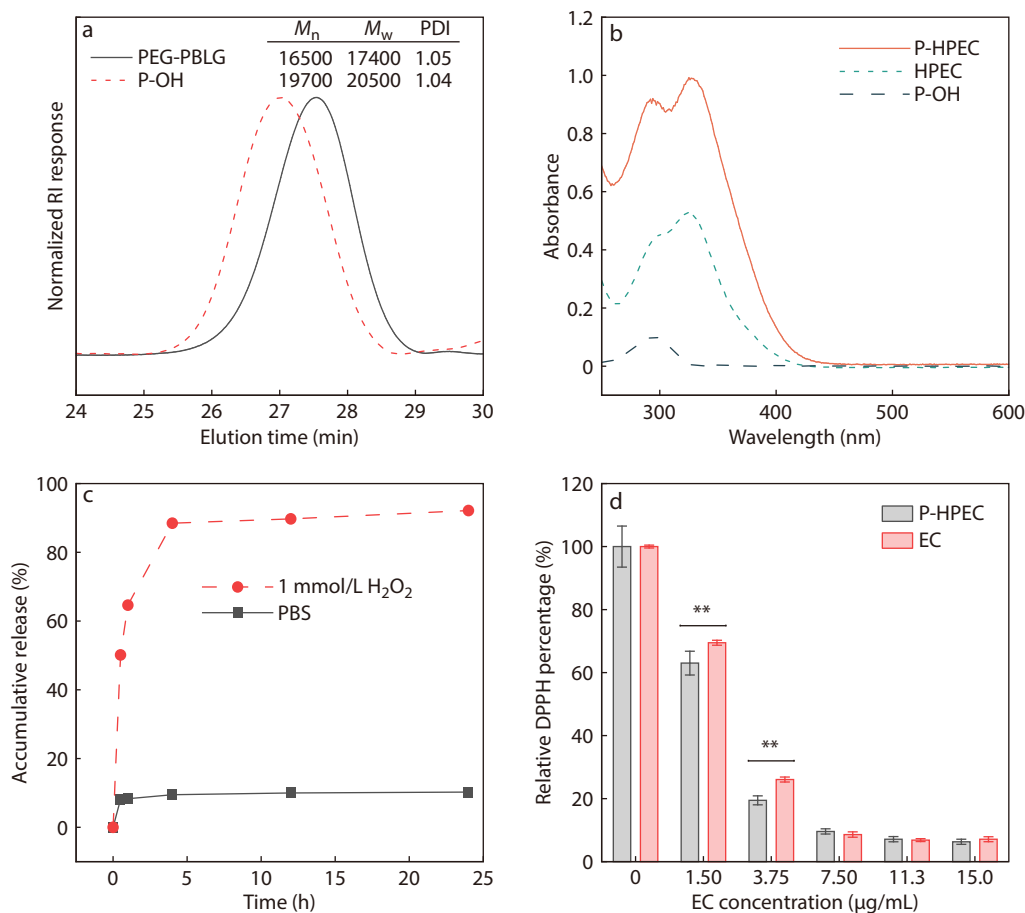 a
Mn Mw PDI
PEG-PBLG 16500 17400 1.05
P-OH 19700 20500 1.04
Normalized RI response
24 25 26 27 28 29 30
Elution time (min)
b
P-HPEC
HPEC
P-OH
1.2
1.0
0.8
0.6
0.4
0.2
0
Absorbance
300 400 500 600
Wavelength (nm)
c
100
80
60
40
20
0
Accumulative release (%)
1 mmol/L H₂O₂
PBS
0 5 10 15 20 25
Time (h)
d
P-HPEC
EC
120
100
80
60
40
20
0
Relative DPPH percentage (%)
**
**
0 1.50 3.75 7.50 11.3 15.0
EC concentration (μg/mL)